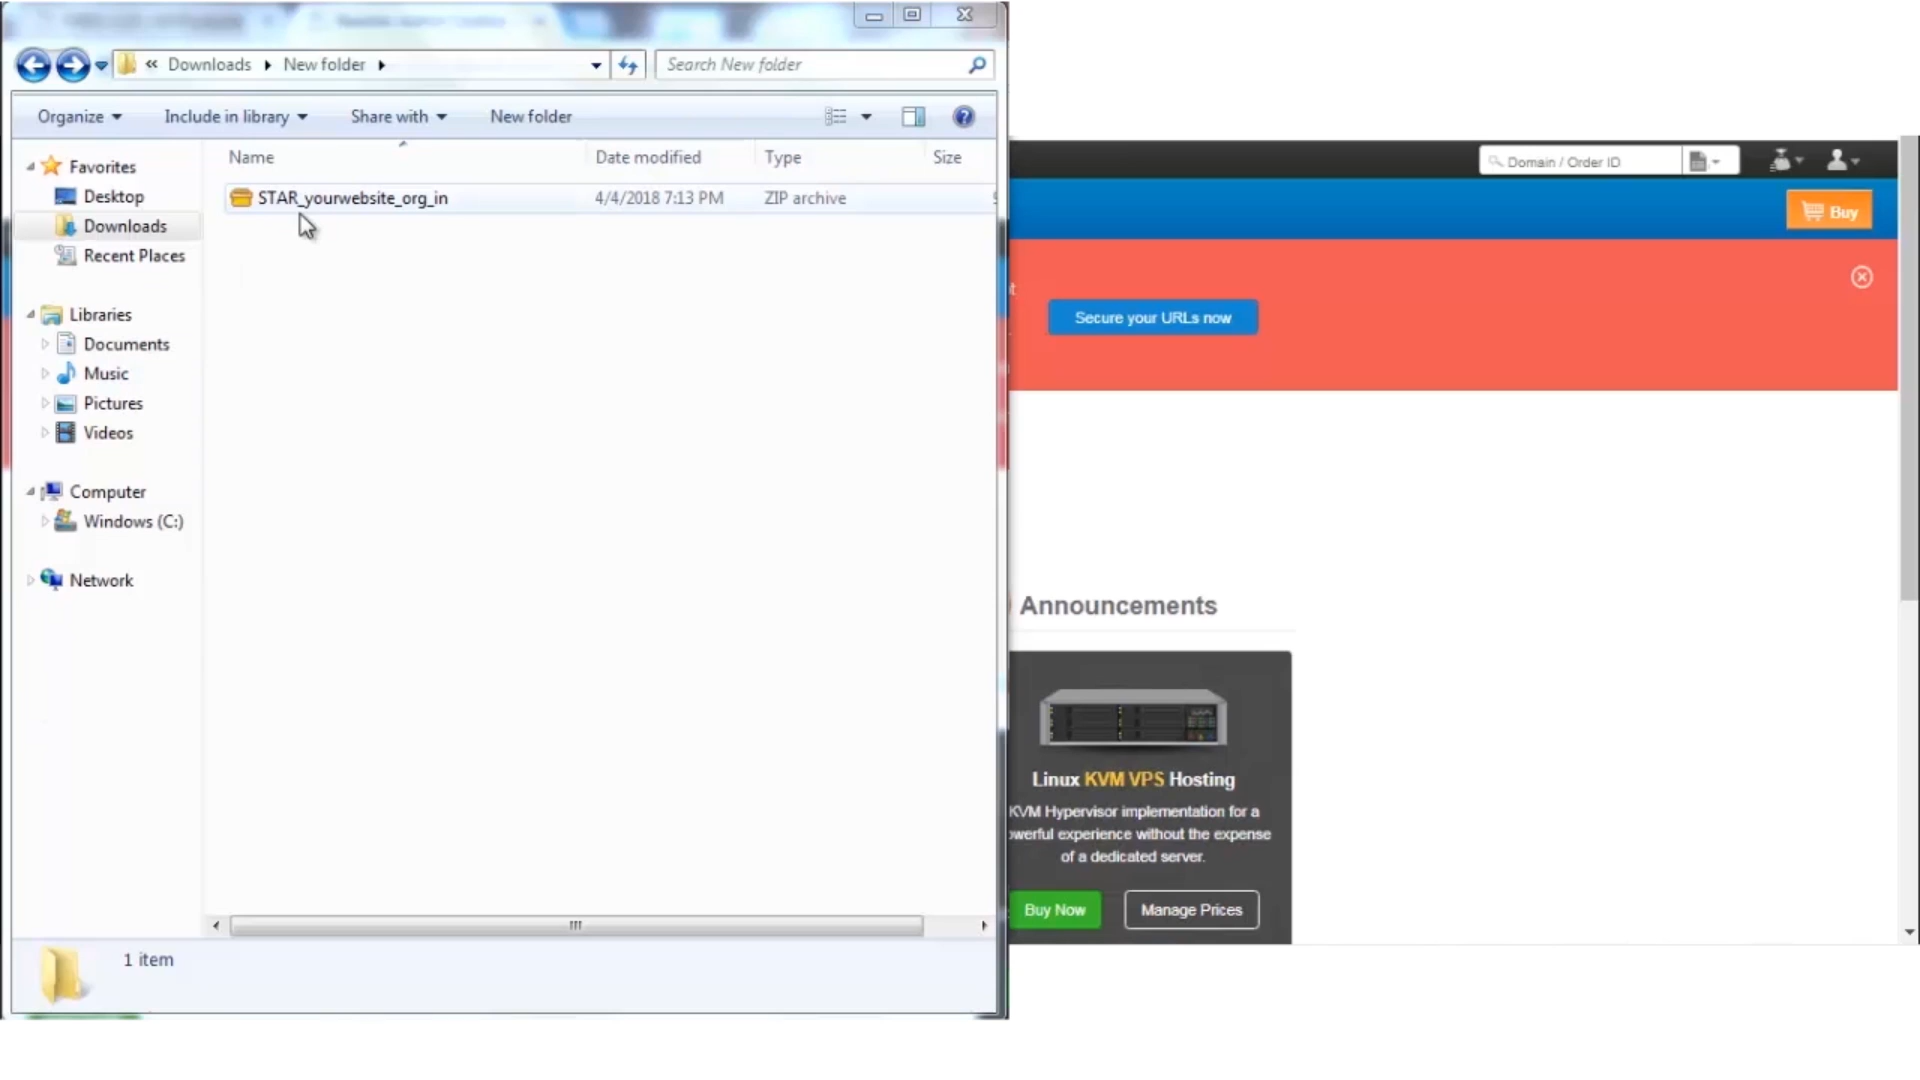 « Downloads New folder
Search New folder
Organize Include in library Share with New folder
Name Date modified Type Size
STAR_yourwebsite_org_in 4/4/2018 7:13 PM ZIP archive
Favorites
Desktop
Downloads
Recent Places
Libraries
Documents
Music
Pictures
Videos
Computer
Windows (C:)
Network
1 item
Domain / Order ID
Buy
Secure your URLs now
Announcements
Linux KVM VPS Hosting
KVM Hypervisor implementation for a
experience without the expense
of a dedicated server.
Buy Now Manage Prices